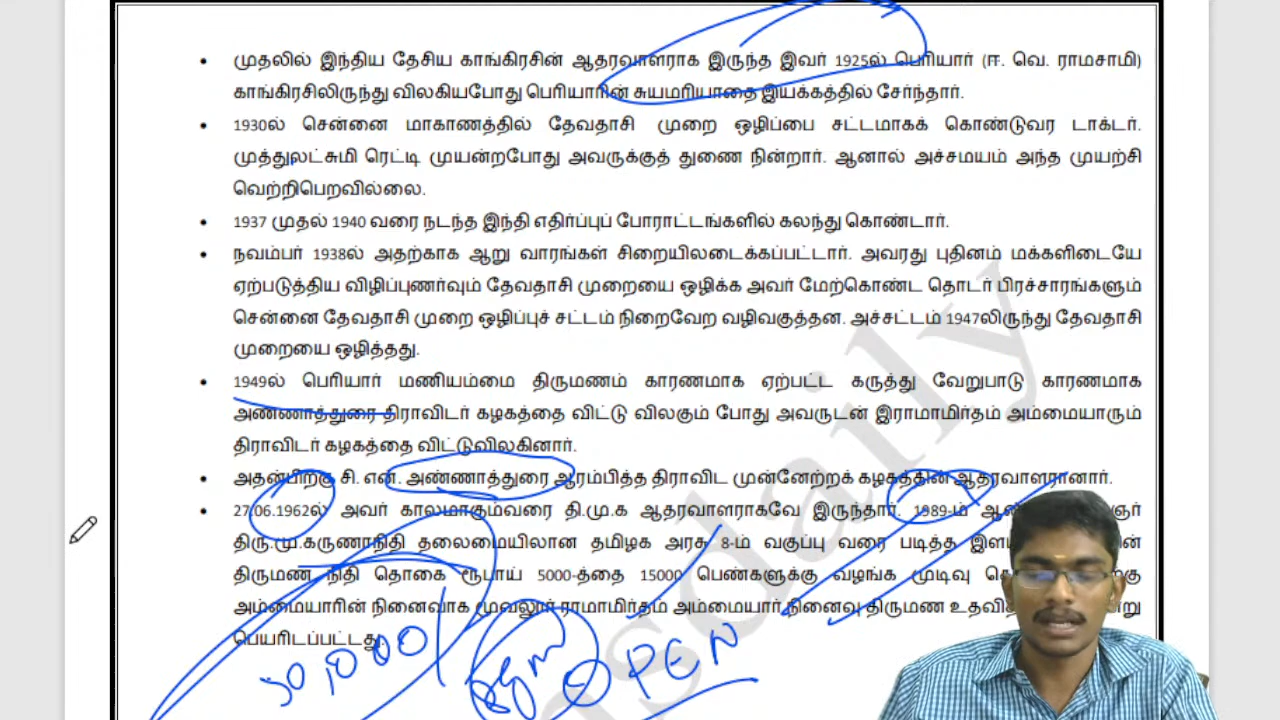 முதலில் இந்திய தேசிய காங்கிரசின் ஆதரவாளராக இருந்த இவர் 1925ல் பெரியார் (ஈ. வெ. ராமசாமி)
காங்கிரசிலிருந்து விலகியபோது பெரியாரின் சுயமரியாதை இயக்கத்தில் சேர்ந்தார்.
1930ல் சென்னை மாகாணத்தில் தேவதாசி முறை ஒழிப்பை சட்டமாகக் கொண்டுவர டாக்டர்.
முத்துலட்சுமி ரெட்டி முயன்றபோது அவருக்குத் துணை நின்றார். ஆனால் அச்சமயம் அந்த முயற்சி
வெற்றிபெறவில்லை.
1937 முதல் 1940 வரை நடந்த இந்தி எதிர்ப்புப் போராட்டங்களில் கலந்து கொண்டார்.
நவம்பர் 1938ல் அதற்காக ஆறு வாரங்கள் சிறையிலடைக்கப்பட்டார். அவரது புதினம் மக்களிடையே
ஏற்படுத்திய விழிப்புணர்வும் தேவதாசி முறையை ஒழிக்க அவர் மேற்கொண்ட தொடர் பிரச்சாரங்களும்
சென்னை தேவதாசி முறை ஒழிப்புச் சட்டம் நிறைவேற வழிவகுத்தன. அச்சட்டம் 1947லிருந்து தேவதாசி
முறையை ஒழித்தது.
1949ல் பெரியார் மணியம்மை திருமணம் காரணமாக ஏற்பட்ட கருத்து வேறுபாடு காரணமாக
அண்ணாத்துரை திராவிடர் கழகத்தை விட்டு விலகும் போது அவருடன் இராமாமிர்தம் அம்மையாரும்
திராவிடர் கழகத்தை விட்டுவிலகினார்.
அதன்பிறகு சி. என். அண்ணாத்துரை ஆரம்பித்த திராவிட முன்னேற்றக் கழகத்தின் ஆதரவாளரானார்.
27.06.1962ல் அவர் காலமாகும்வரை தி.மு.க ஆதரவாளராகவே இருந்தார். 1989-ம்
திரு.மு.கருணாநிதி தலைமையிலான தமிழக அரசு 8-ம் வகுப்பு வரை படித்த
திருமண நிதி தொகை ரூபாய் 5000-த்தை 15000 பெண்களுக்கு வழங்க முடிவு
அம்மையாரின் நினைவாக மூவலூர் ராமாமிர்தம் அம்மையார் நினைவு திருமண
பெயரிடப்பட்டது.
50,000 PEN